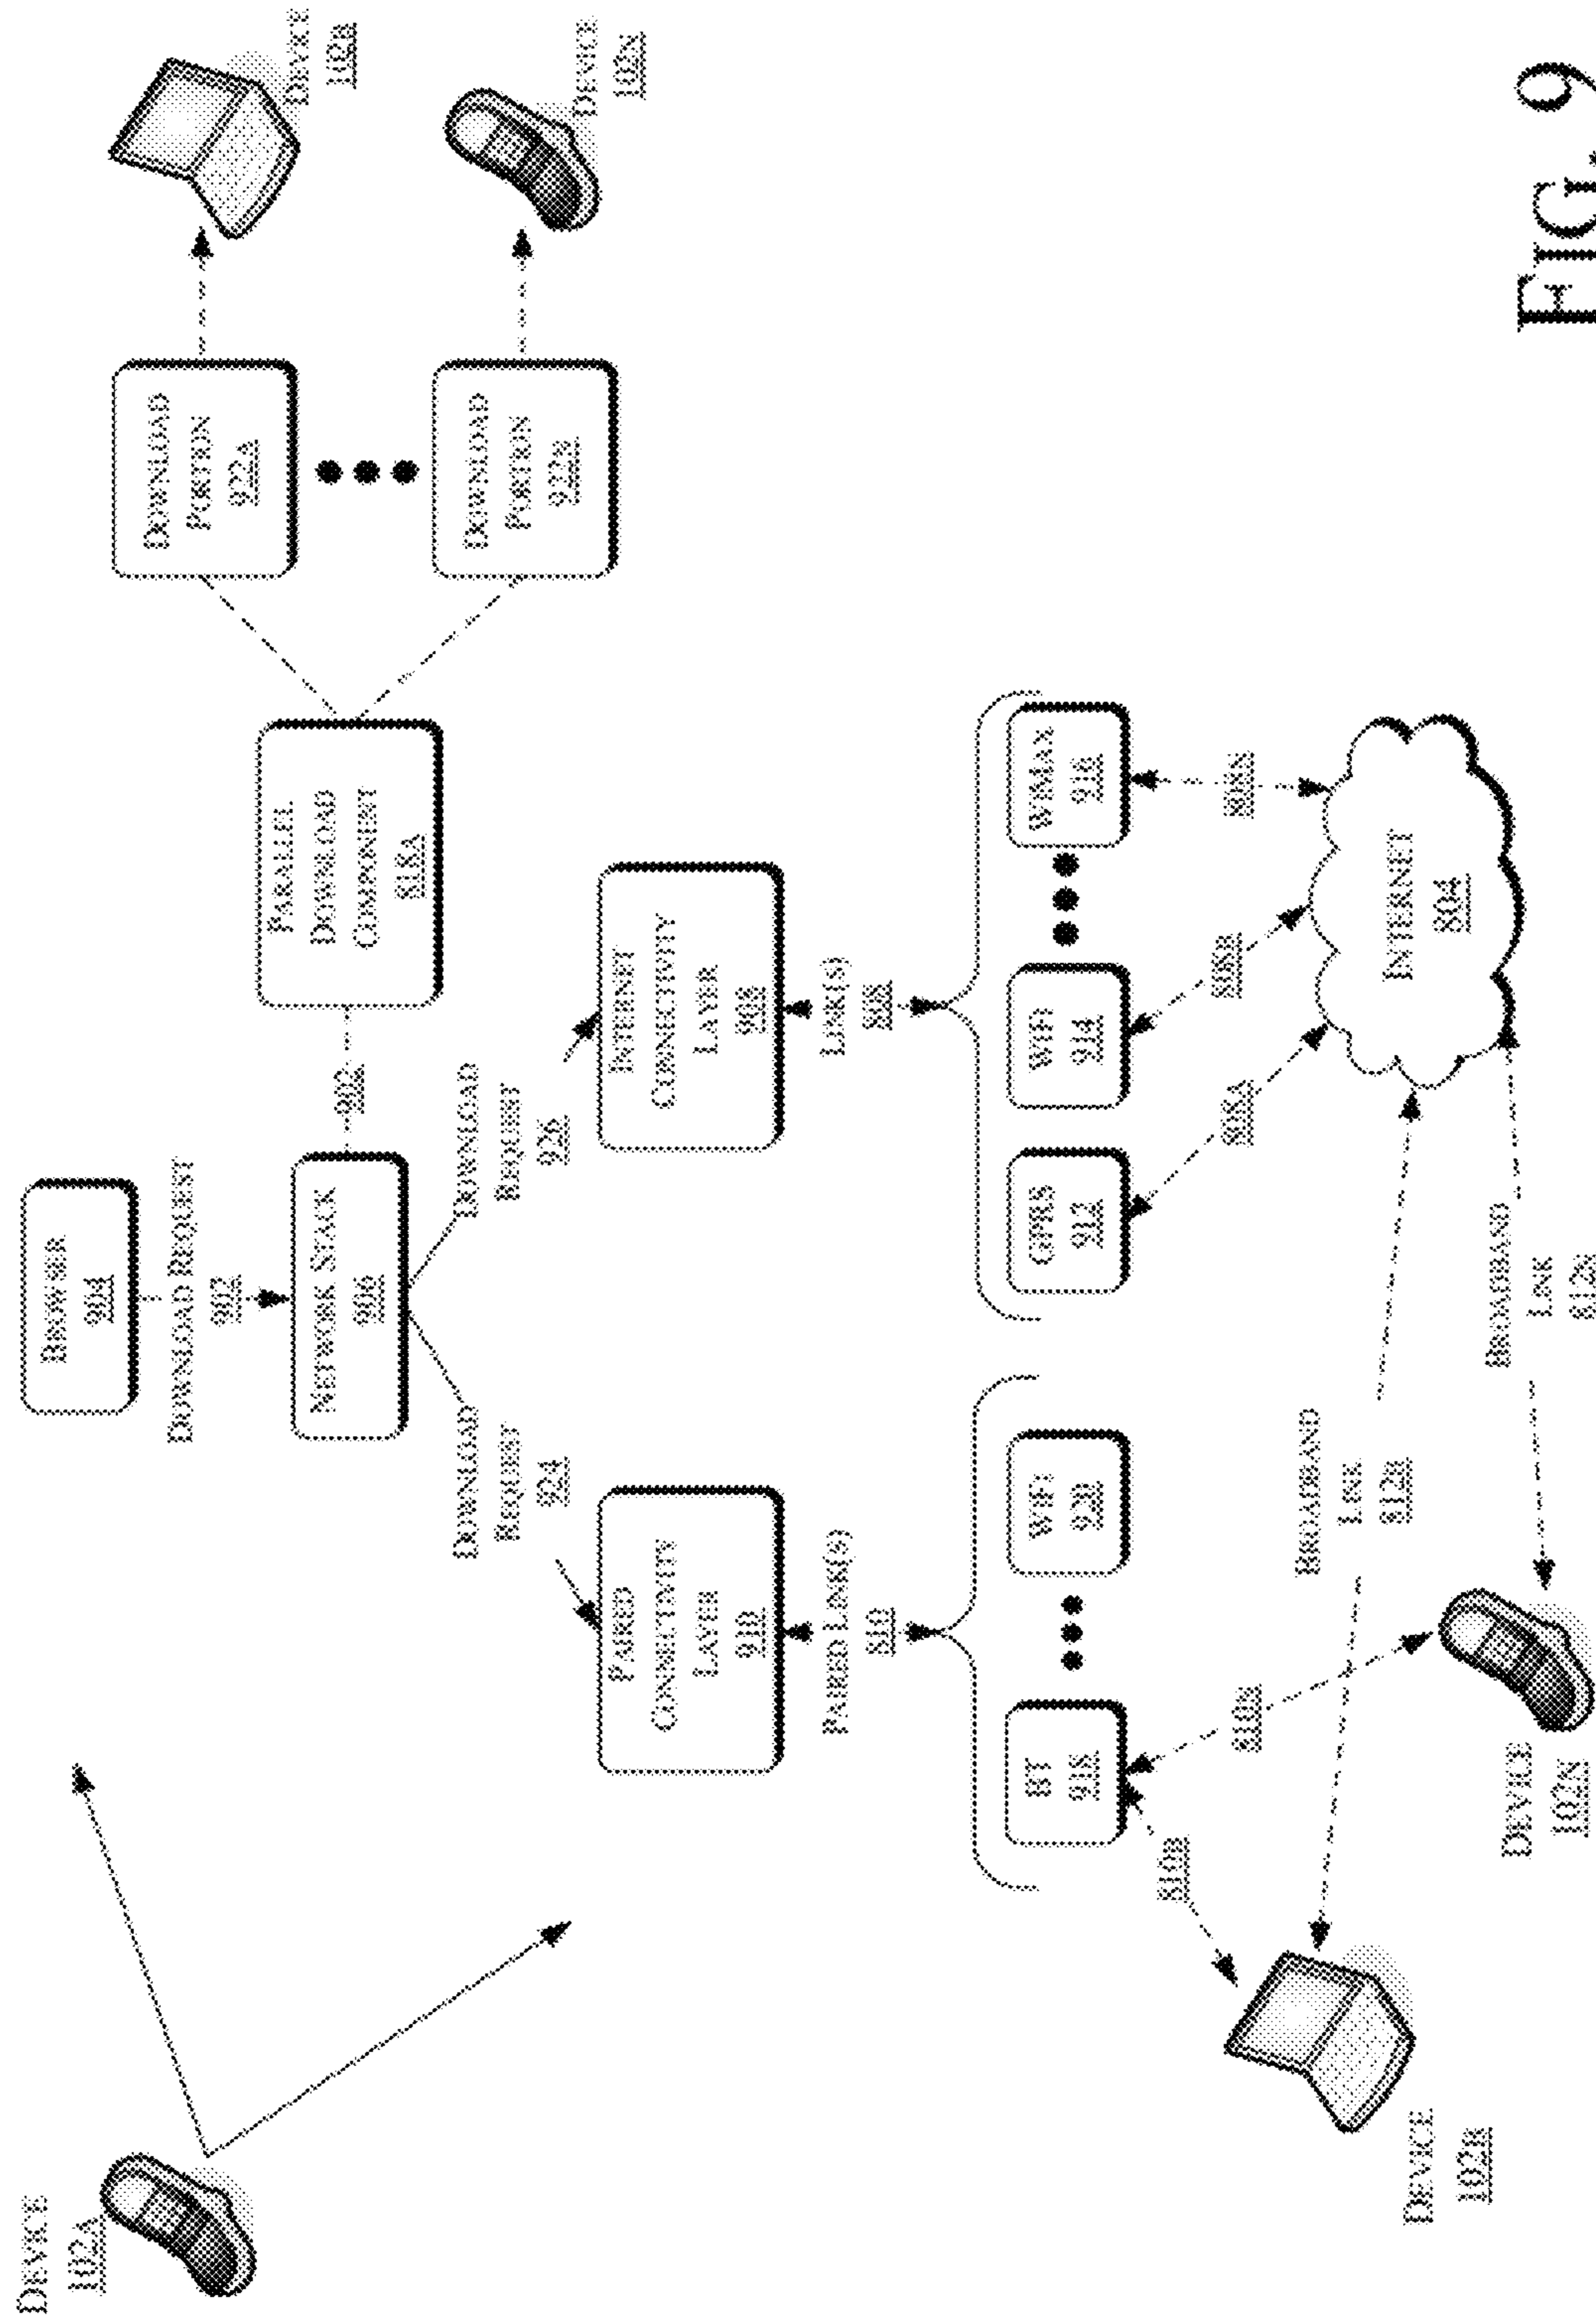 DEVICE
102A
BROWSER
904
DOWNLOAD REQUEST
902
NETWORK STACK
906
902
PARALLEL
DOWNLOAD
COMPONENT
818A
DOWNLOAD
PORTION
922A
DOWNLOAD
PORTION
922N
DEVICE
102B
DEVICE
102N
DOWNLOAD
REQUEST
924
DOWNLOAD
REQUEST
926
PAIRED
CONNECTIVITY
LAYER
910
INTERNET
CONNECTIVITY
LAYER
908
PAIRED LINK(S)
810
LINK(S)
808
BT
918
WIFI
920
GPRS
912
WIFI
914
WIMAX
916
810B
810N
808A
808B
808N
BROADBAND
LINK
812B
INTERNET
804
BROADBAND
LINK
812N
DEVICE
102B
DEVICE
102N
FIG. 9